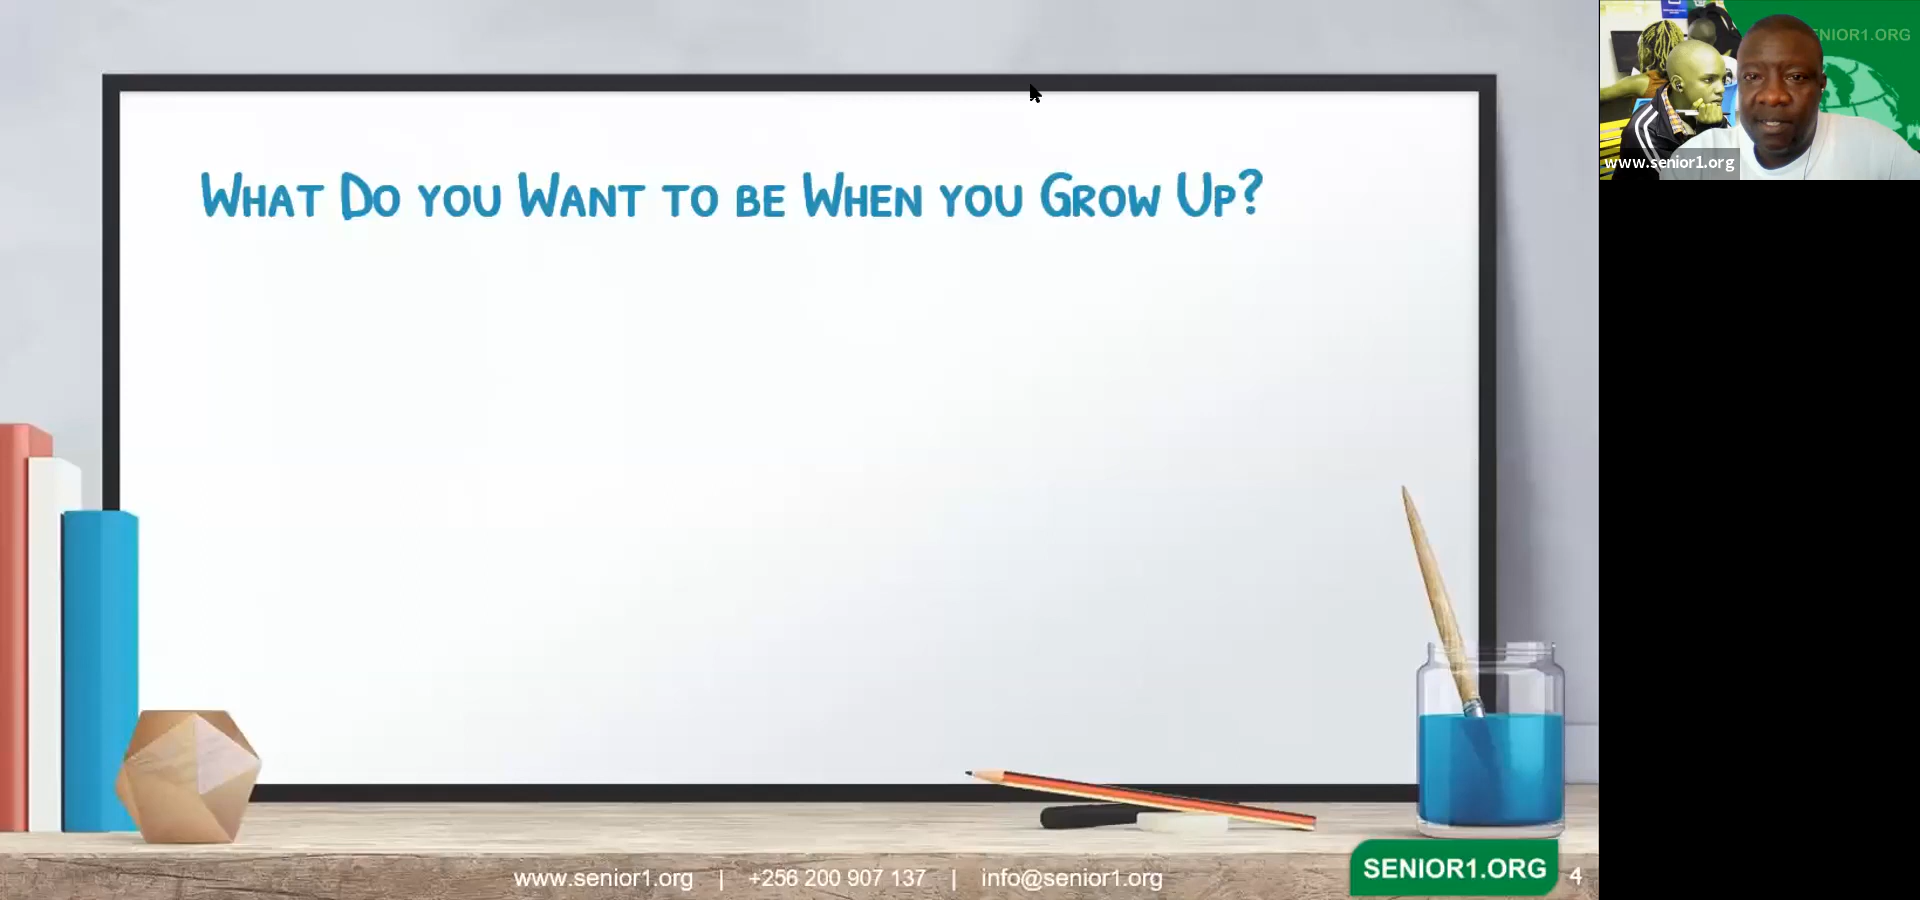 WHAT DO YOU WANT TO BE WHEN YOU GROW UP?
www.senior1.org | +256 200 907 137 | info@senior1.org
SENIOR1.ORG
4
ENIOR1.ORG
www.senior1.org